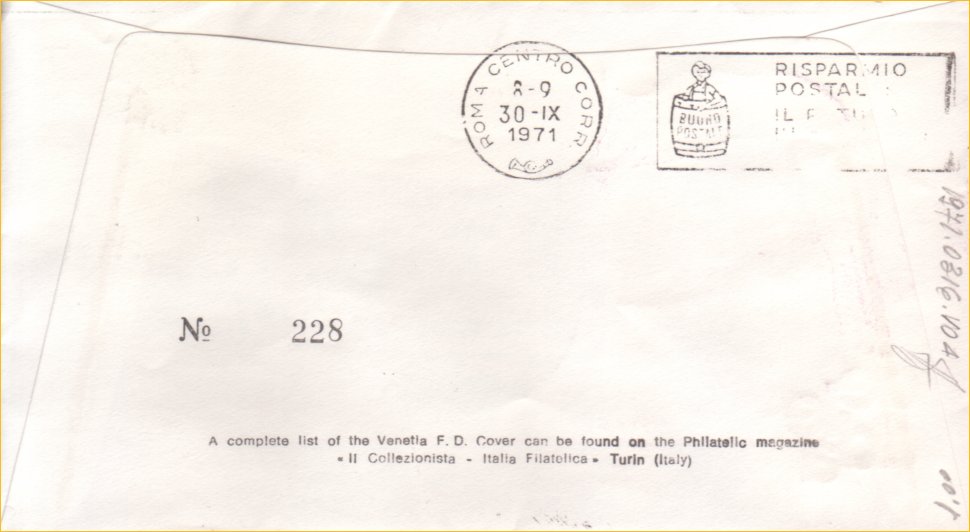 ROMA CENTRO CORR.
8-9
30-IX
1971
RISPARMIO
POSTAL
IL
BUONO
POSTALE
No 228
A complete list of the Venetia F. D. Cover can be found on the Philatelic magazine
« Il Collezionista - Italia Filatelica » Turin (Italy)